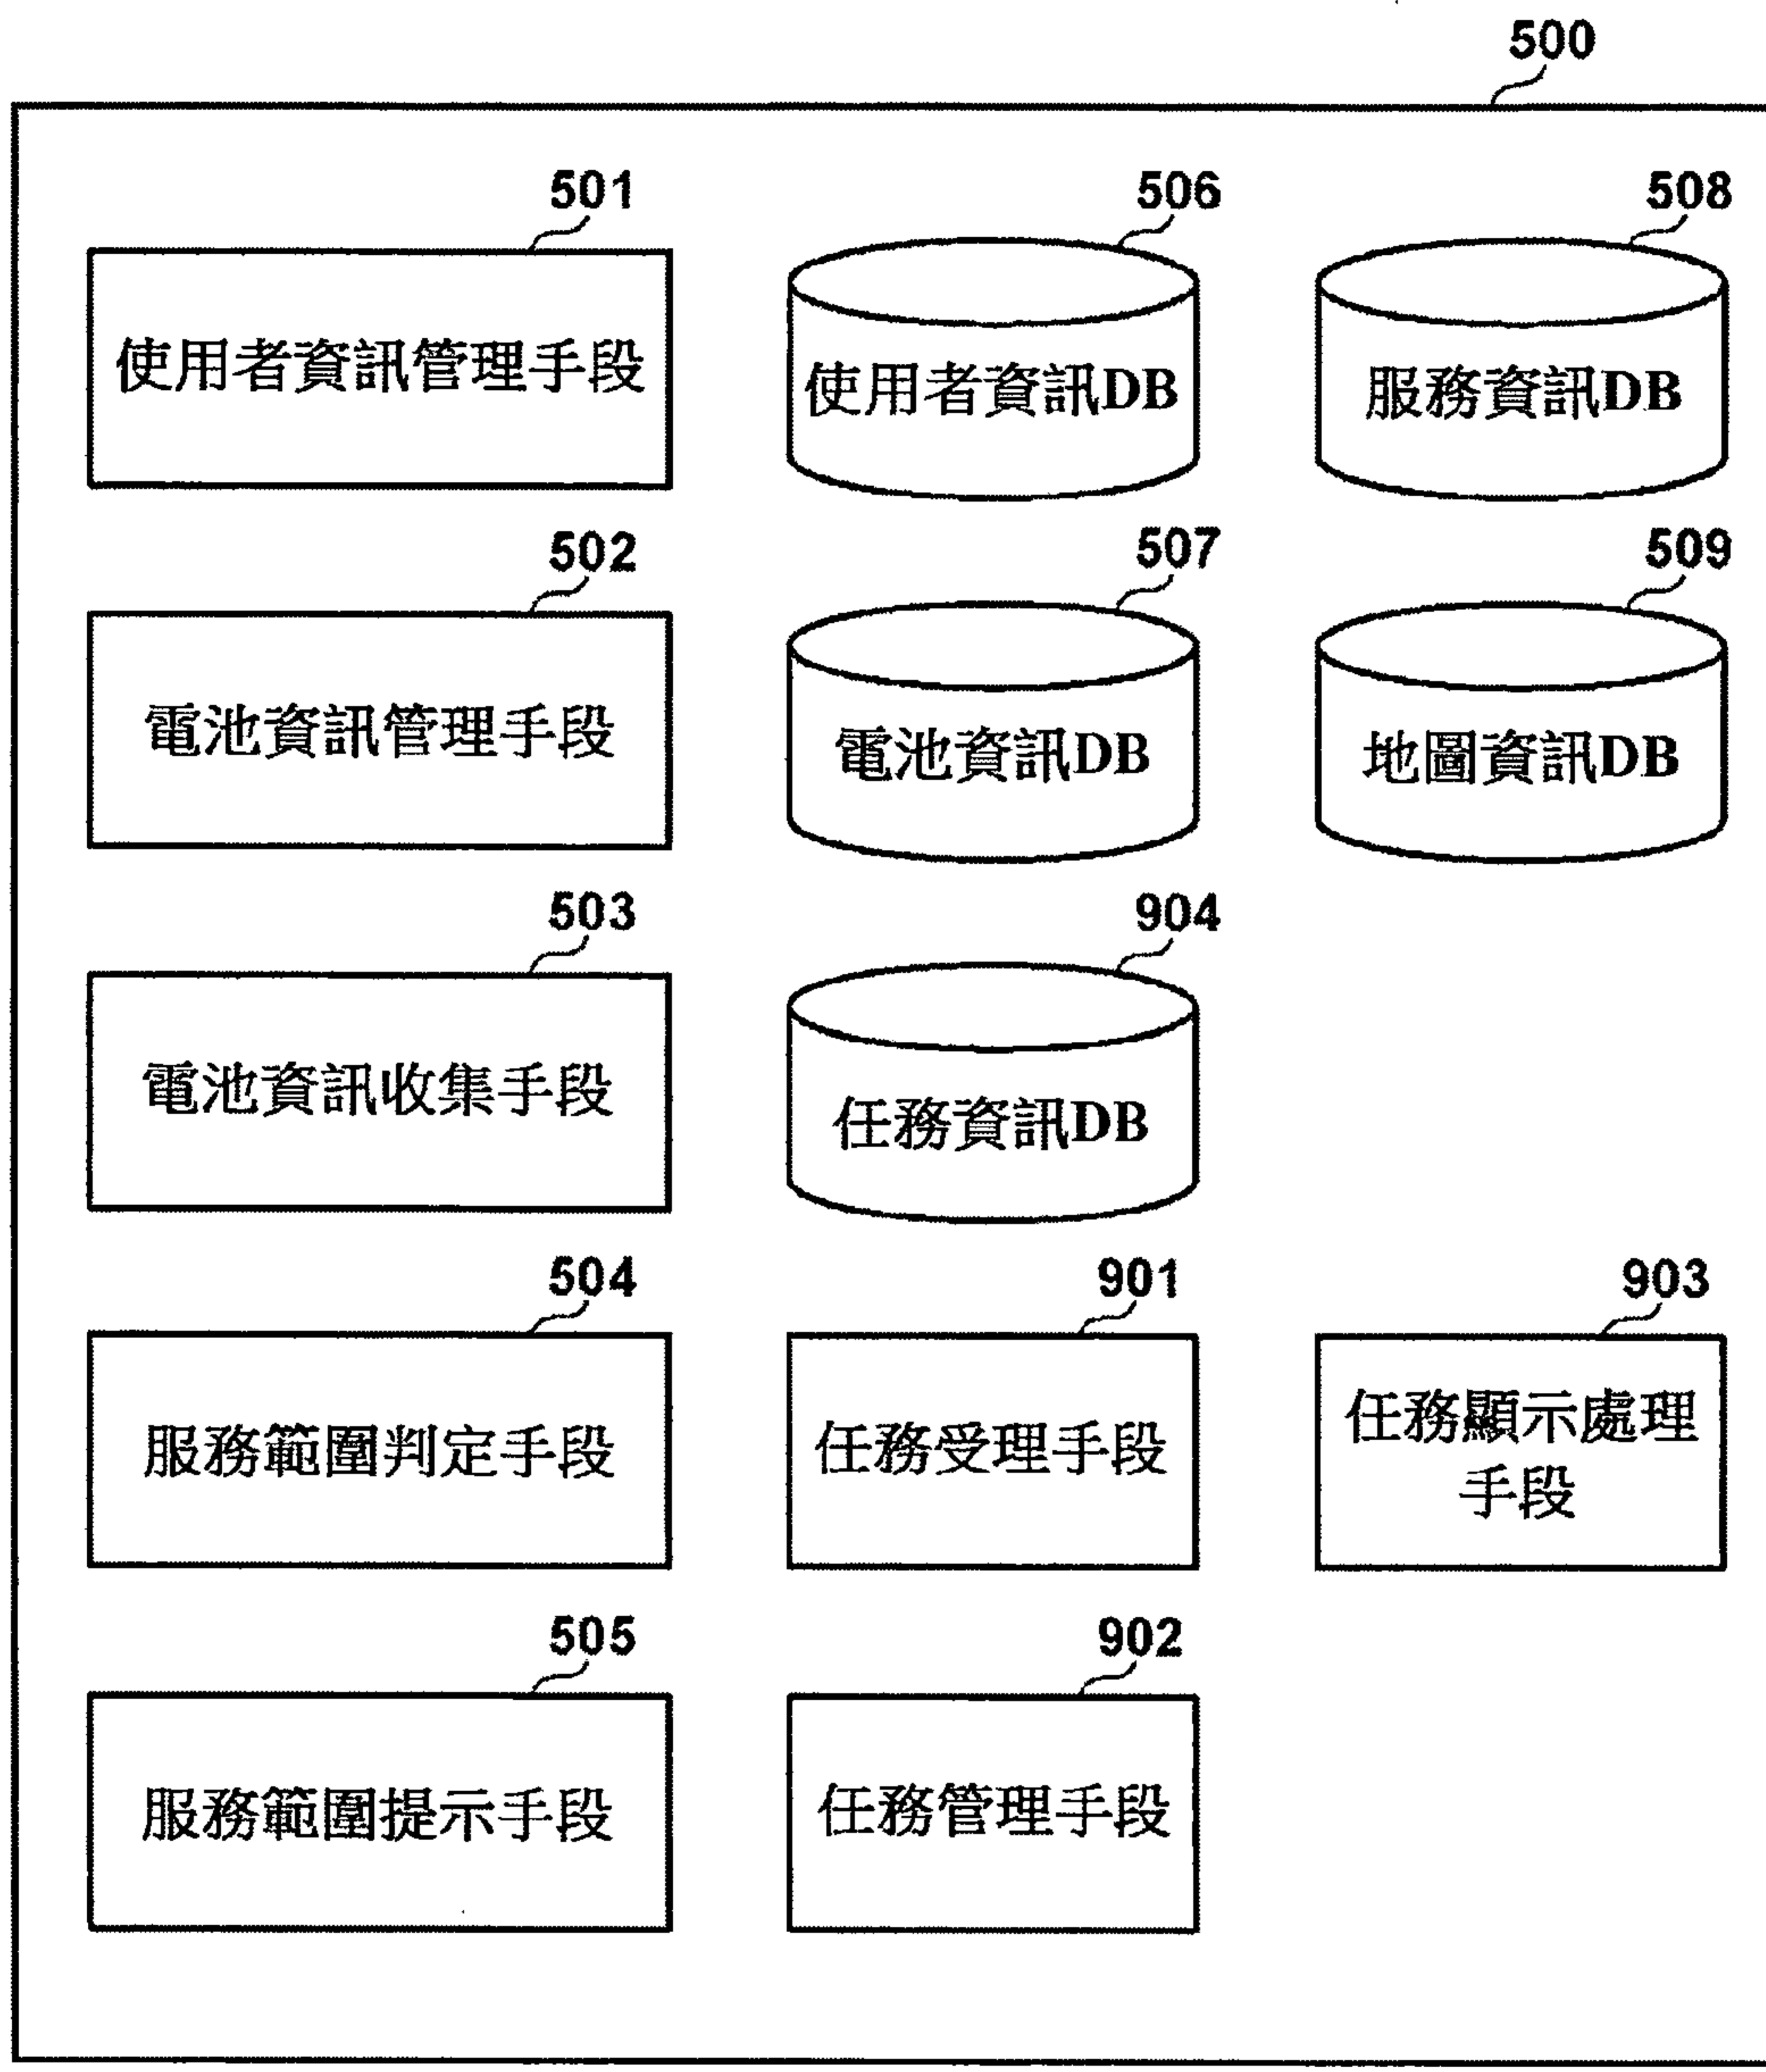 500
501
506
508
使用者資訊管理手段
使用者資訊DB
服務資訊DB
502
507
509
電池資訊管理手段
電池資訊DB
地圖資訊DB
503
904
電池資訊收集手段
任務資訊DB
504
901
903
服務範圍判定手段
任務受理手段
任務顯示處理
手段
505
902
服務範圍提示手段
任務管理手段